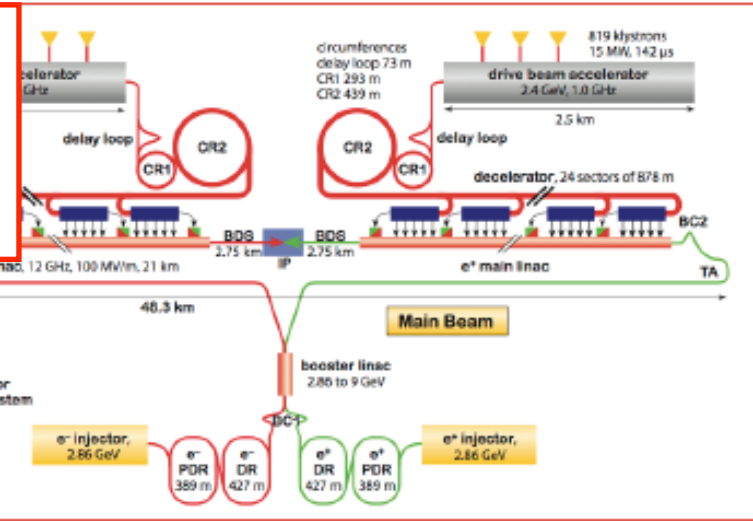 819 klystrons
15 MW, 142 µs
circumferences
delay loop 73 m
CR1 293 m
CR2 439 m
drive beam accelerator
2.4 GeV, 1.0 GHz
2.5 km
GHz
delay loop
CR2
CR1
CR2
CR1
delay loop
decelerator, 24 sectors of 878 m
BDS
2.75 km
IP
BDS
2.75 km
BC2
TA
, 12 GHz, 100 MV/m, 21 km
e⁺ main linac
48.3 km
Main Beam
booster linac
2.86 to 9 GeV
BC1
e⁻ injector,
2.86 GeV
e⁻
PDR
389 m
e⁻
DR
427 m
e⁺
DR
427 m
e⁺
PDR
389 m
e⁺ injector,
2.86 GeV